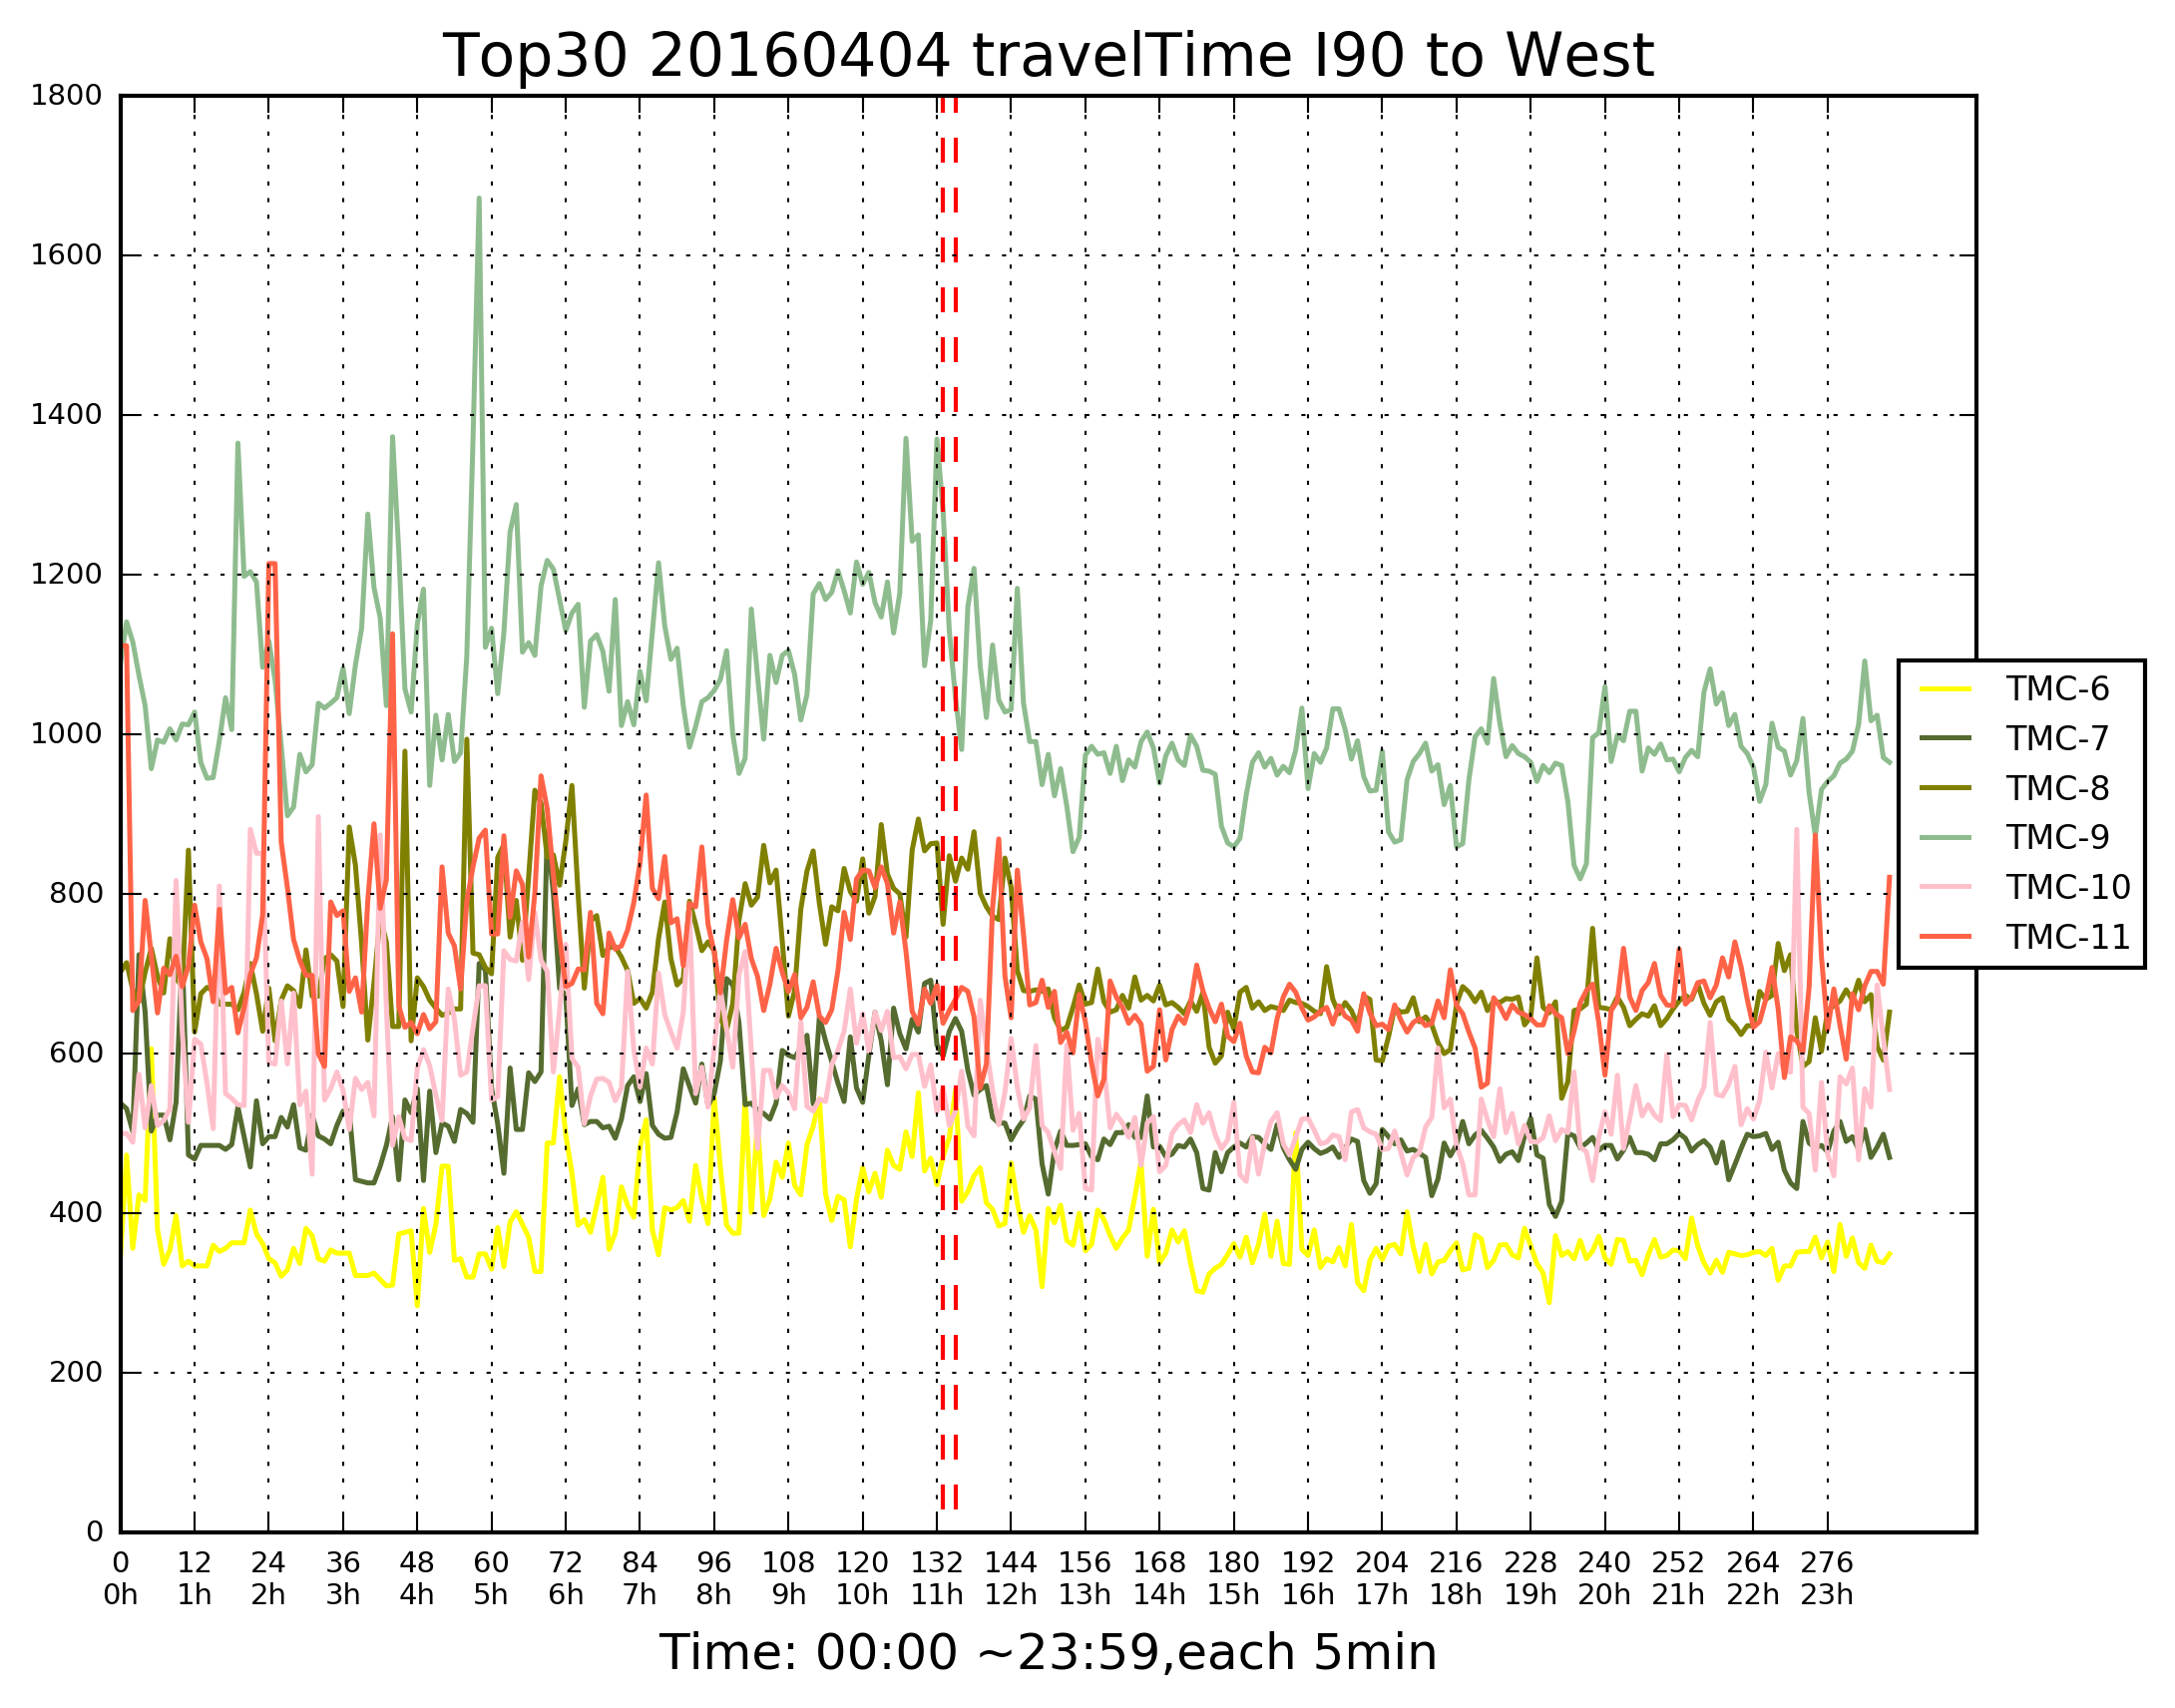 Top30 20160404 travelTime I90 to West
1800
1600
1400
1200
1000
800
600
400
200
0
TMC-6
TMC-7
TMC-8
TMC-9
TMC-10
TMC-11
0 12 24 36 48 60 72 84 96 108 120 132 144 156 168 180 192 204 216 228 240 252 264 276
0h 1h 2h 3h 4h 5h 6h 7h 8h 9h 10h 11h 12h 13h 14h 15h 16h 17h 18h 19h 20h 21h 22h 23h
Time: 00:00 ~23:59,each 5min